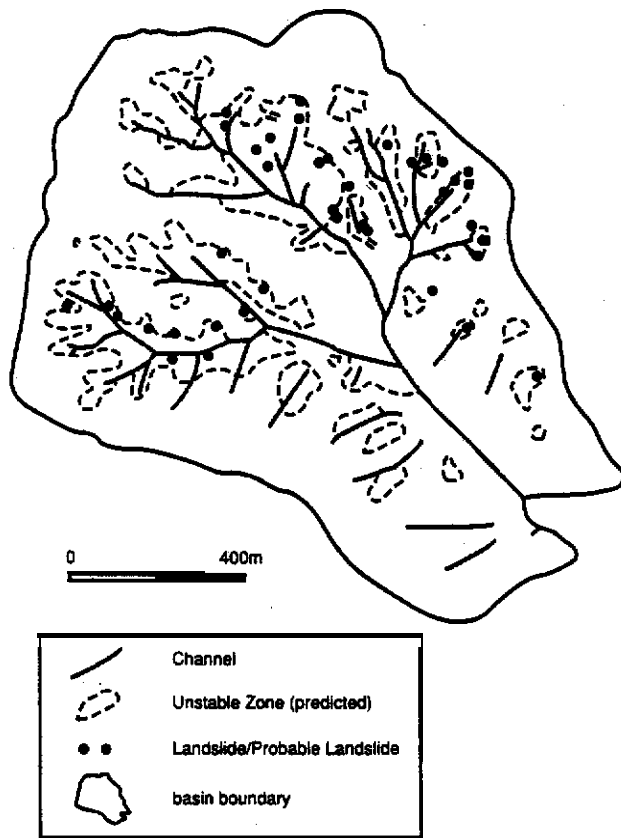 0 400m
Channel
Unstable Zone (predicted)
Landslide/Probable Landslide
basin boundary